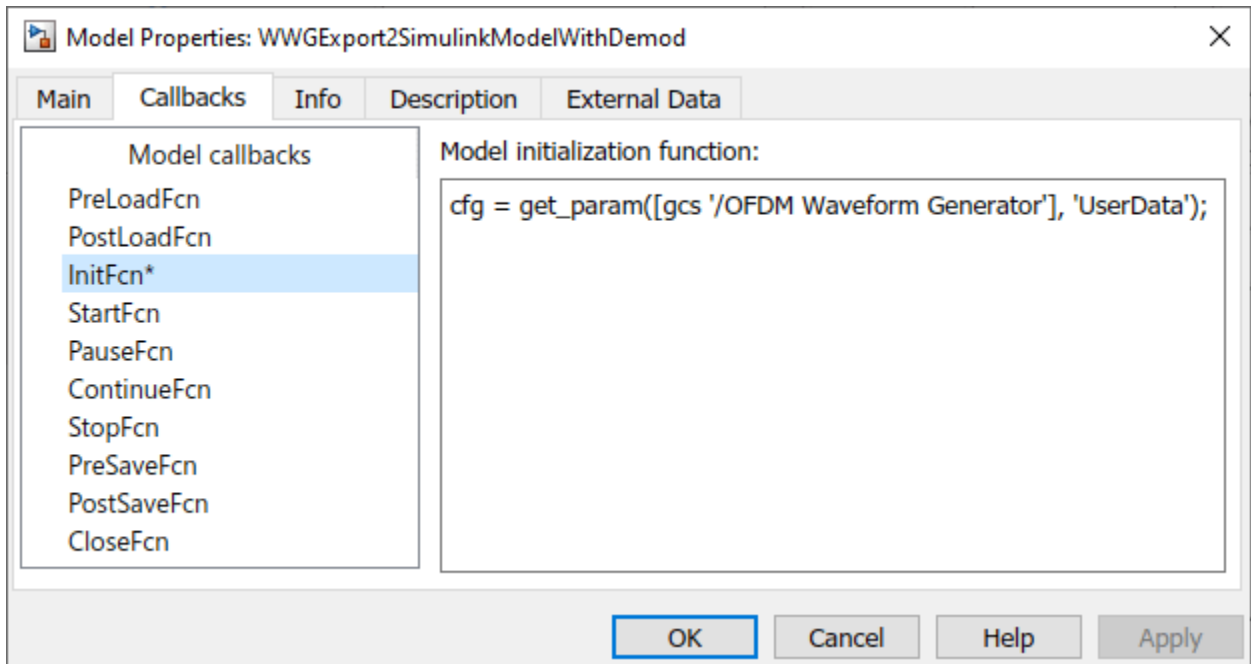 Model Properties: WWGExport2SimulinkModelWithDemod
Main Callbacks Info Description External Data
Model callbacks
PreLoadFcn
PostLoadFcn
InitFcn*
StartFcn
PauseFcn
ContinueFcn
StopFcn
PreSaveFcn
PostSaveFcn
CloseFcn
Model initialization function:
cfg = get_param([gcs '/OFDM Waveform Generator'], 'UserData');
OK Cancel Help Apply